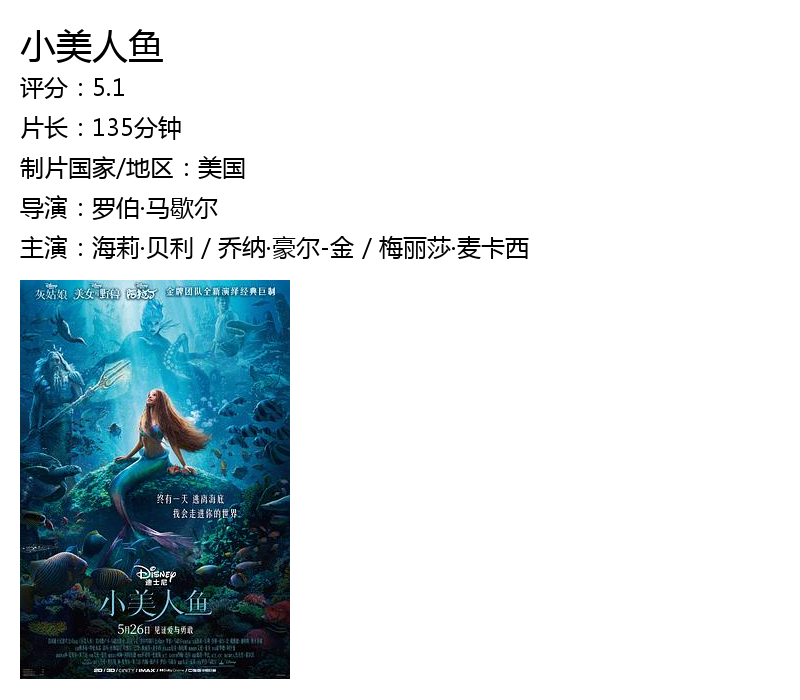 小美人鱼
评分：5.1
片长：135分钟
制片国家/地区：美国
导演：罗伯·马歇尔
主演：海莉·贝利 / 乔纳·豪尔-金 / 梅丽莎·麦卡西
灰姑娘 美女与野兽 阿拉丁 金牌团队全新演绎经典巨制
终有一天 逃离海底
我会走进你的世界
Disney
迪士尼
小美人鱼
5月26日 见证爱与勇敢